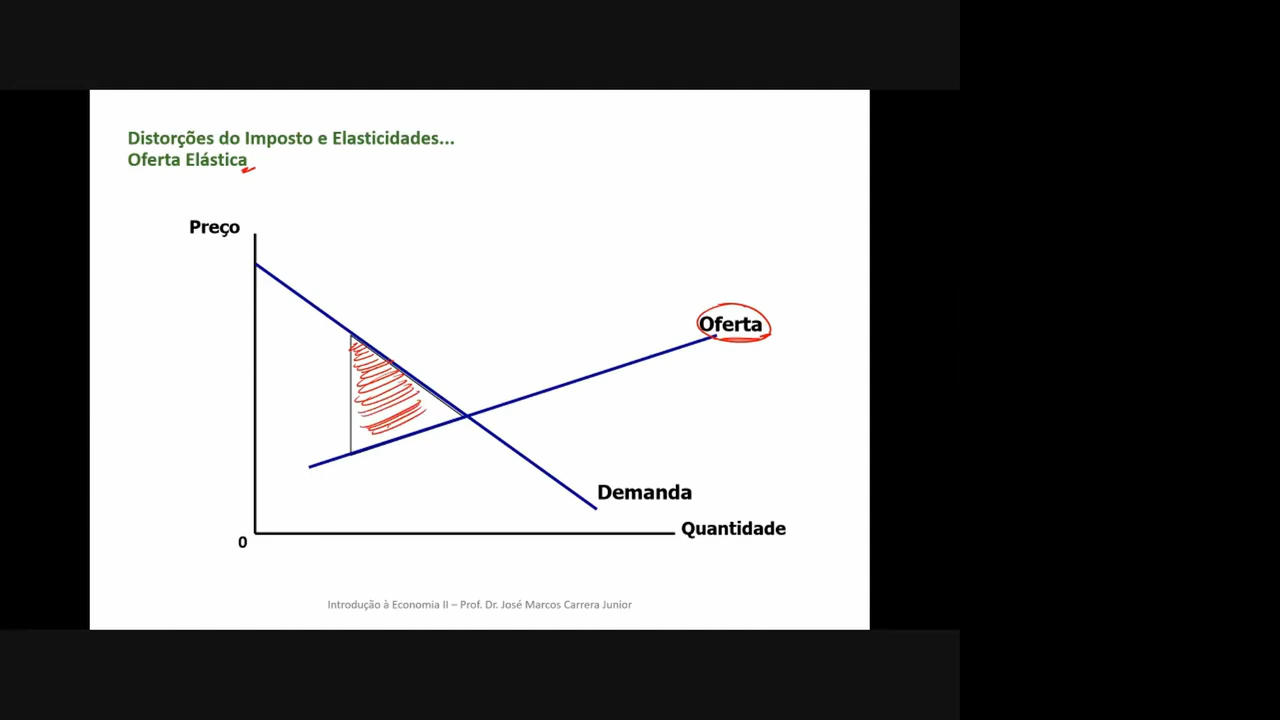 Distorções do Imposto e Elasticidades...
Oferta Elástica
Preço
Oferta
Demanda
Quantidade
0
Introdução à Economia II – Prof. Dr. José Marcos Carrera Junior